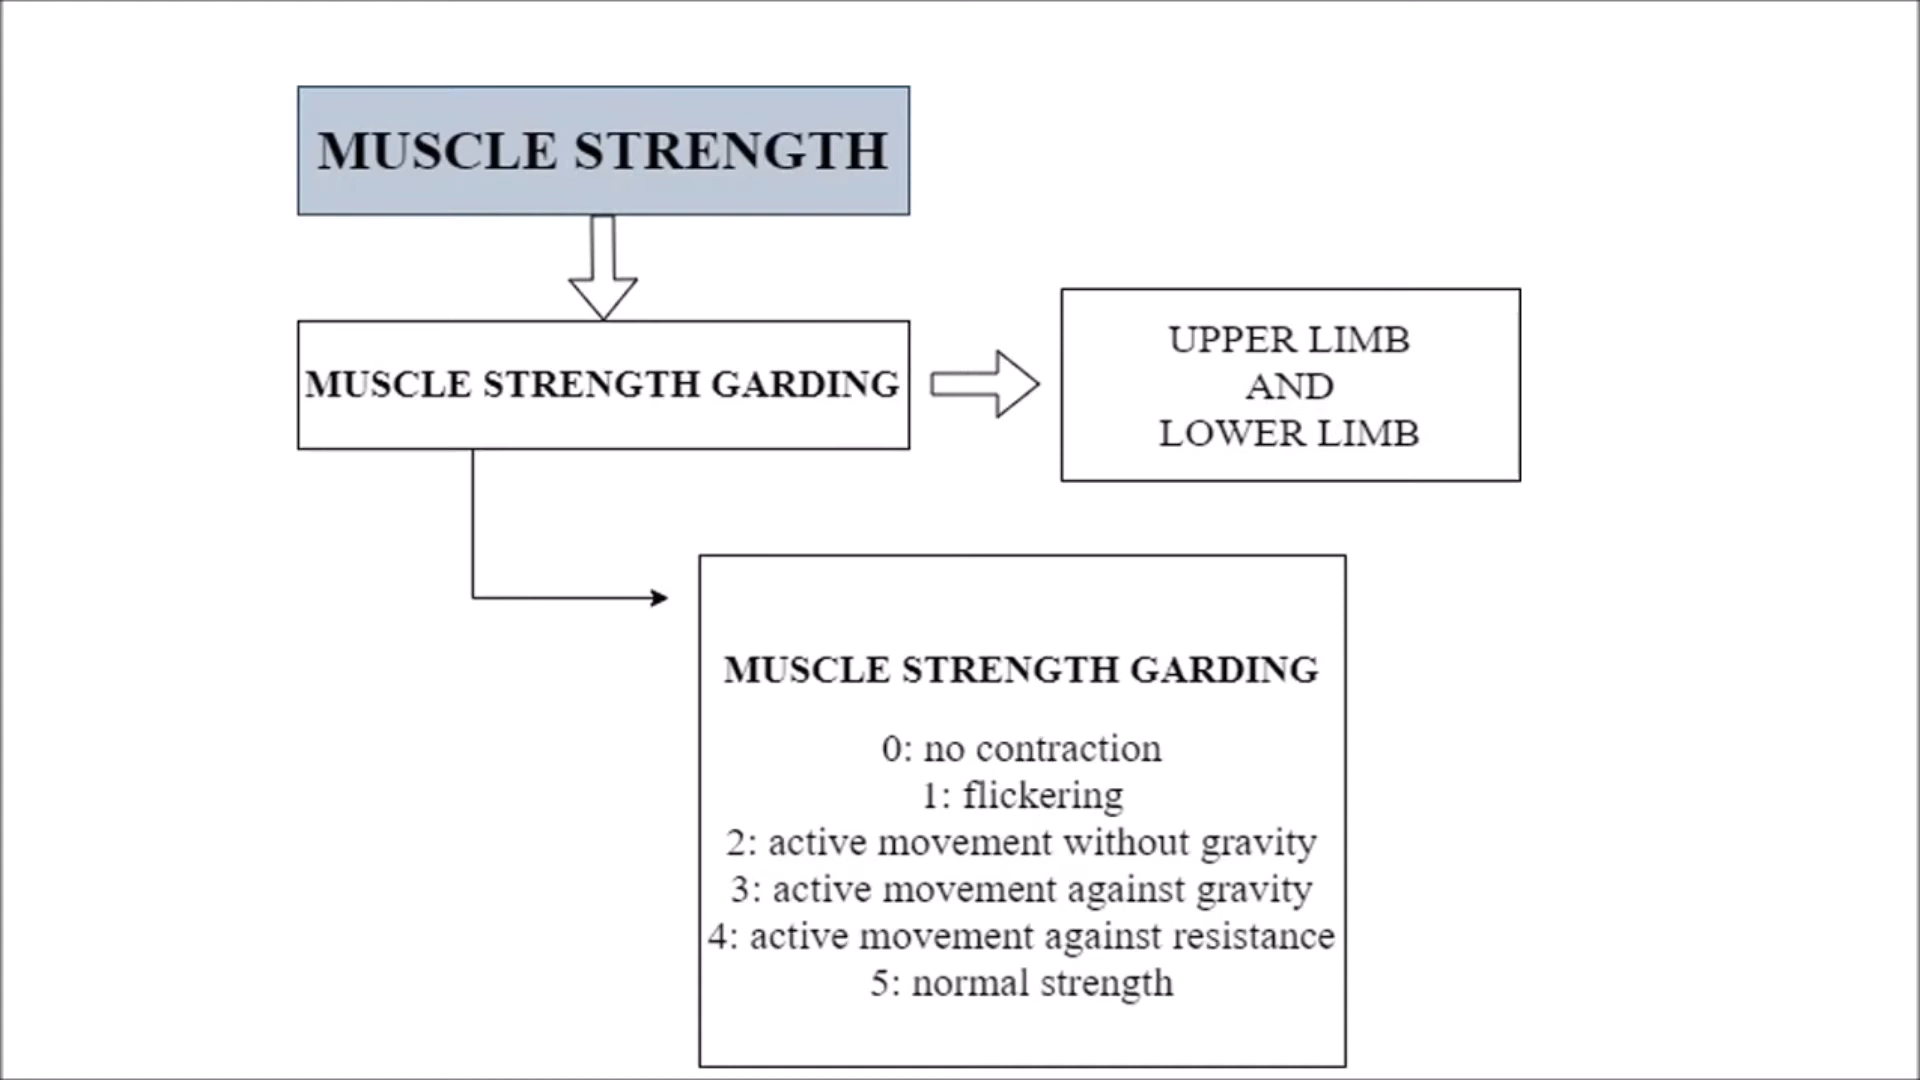 MUSCLE STRENGTH
MUSCLE STRENGTH GARDING
UPPER LIMB
AND
LOWER LIMB
MUSCLE STRENGTH GARDING
0: no contraction
1: flickering
2: active movement without gravity
3: active movement against gravity
4: active movement against resistance
5: normal strength